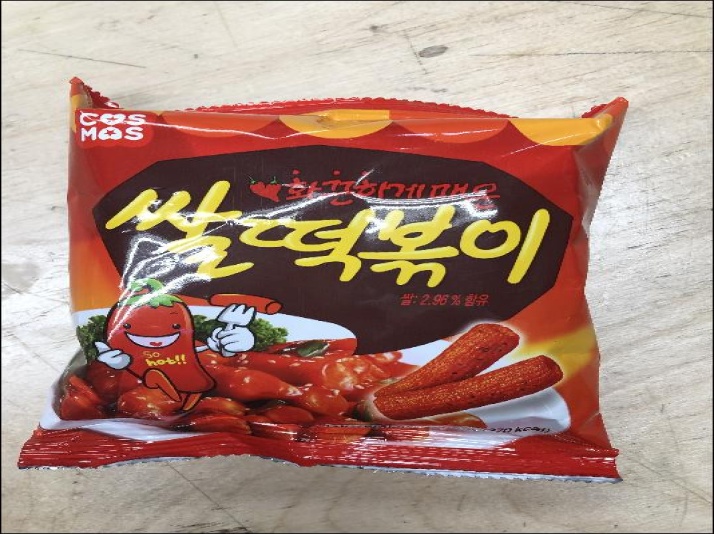 COS
MOS
화끈하게 매운
쌀떡볶이
쌀: 2.96% 함유
so
hot!!